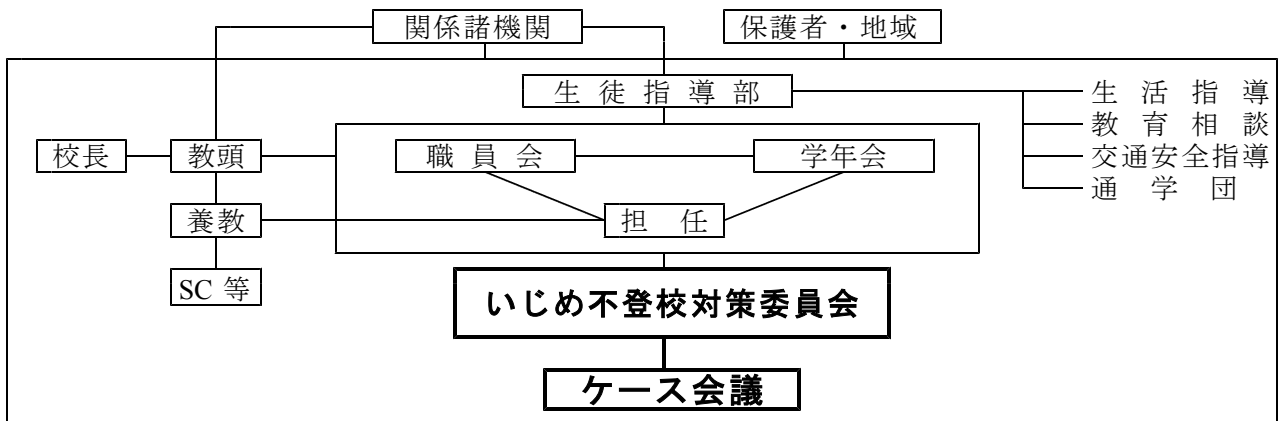 関係諸機関
保護者・地域
生徒指導部
生活指導
教育相談
交通安全指導
通学団
校長
教頭
職員会
学年会
養教
担任
SC 等
いじめ不登校対策委員会
ケース会議